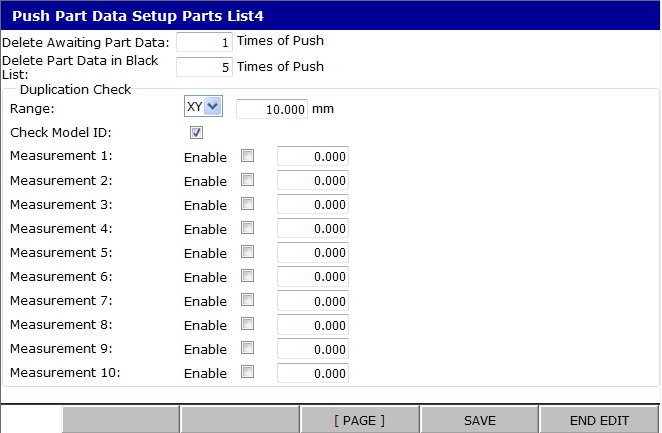 Push Part Data Setup Parts List4
Delete Awaiting Part Data: 1 Times of Push
Delete Part Data in Black List: 5 Times of Push
Duplication Check
Range: XY 10.000 mm
Check Model ID:
Measurement 1: Enable 0.000
Measurement 2: Enable 0.000
Measurement 3: Enable 0.000
Measurement 4: Enable 0.000
Measurement 5: Enable 0.000
Measurement 6: Enable 0.000
Measurement 7: Enable 0.000
Measurement 8: Enable 0.000
Measurement 9: Enable 0.000
Measurement 10: Enable 0.000
[ PAGE ] SAVE END EDIT